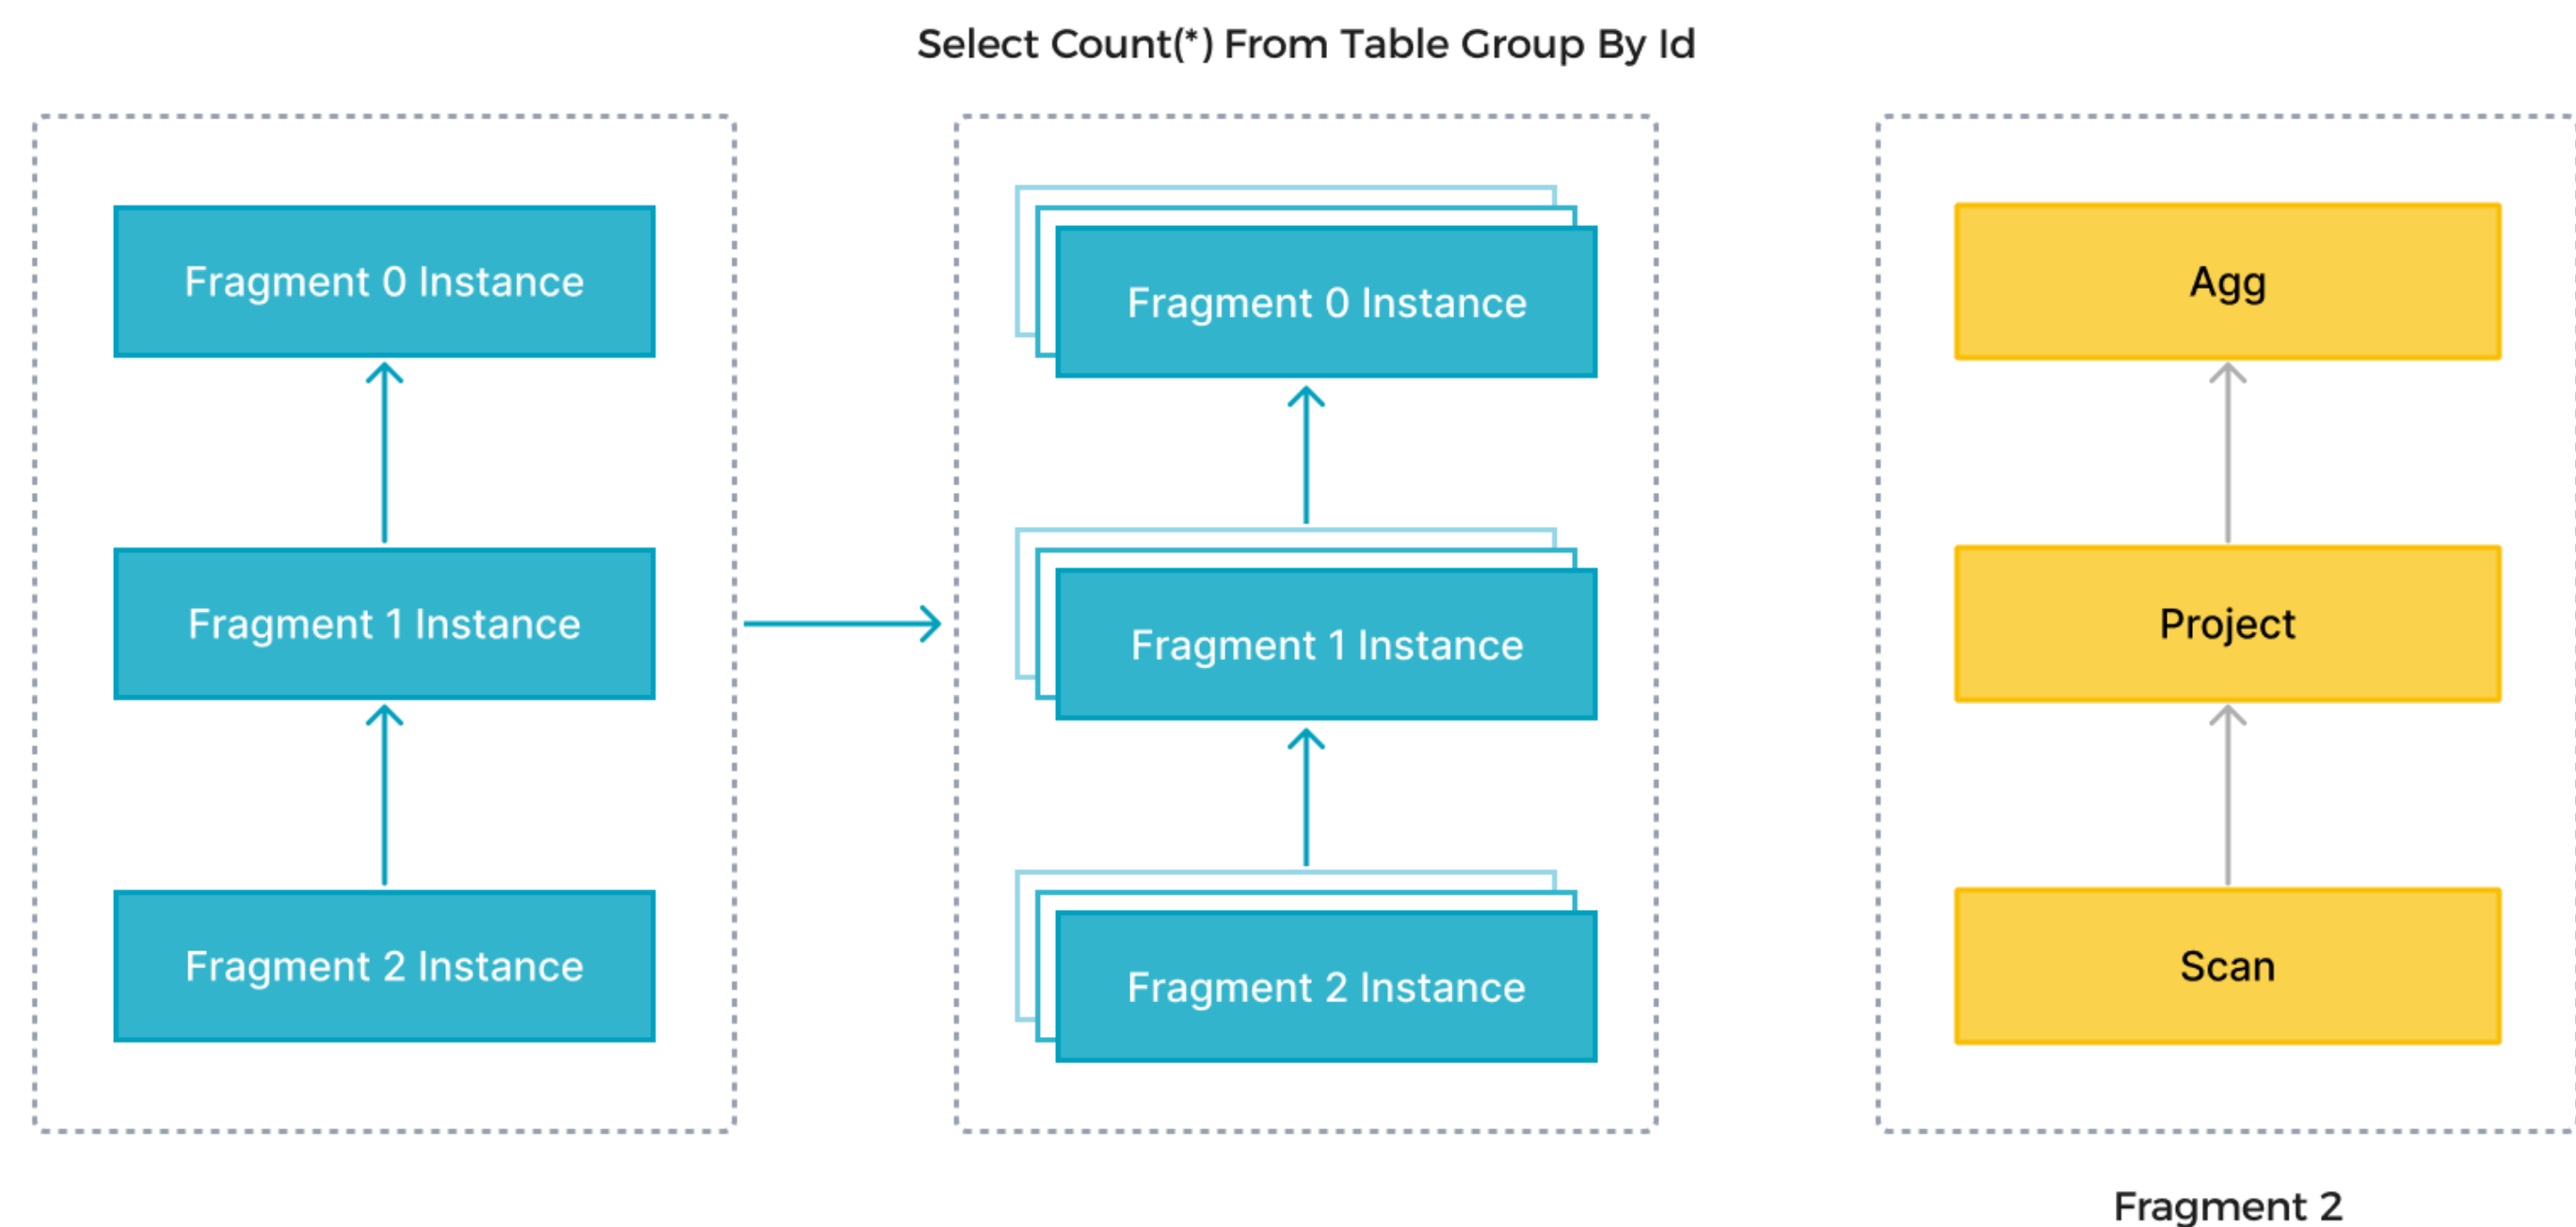 Select Count(*) From Table Group By Id
Fragment 0 Instance
Fragment 1 Instance
Fragment 2 Instance
Fragment 0 Instance
Fragment 1 Instance
Fragment 2 Instance
Agg
Project
Scan
Fragment 2